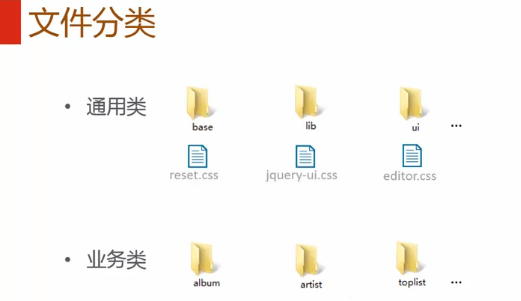 文件分类
• 通用类
base lib ui ...
reset.css jquery-ui.css editor.css
• 业务类
album artist toplist ...